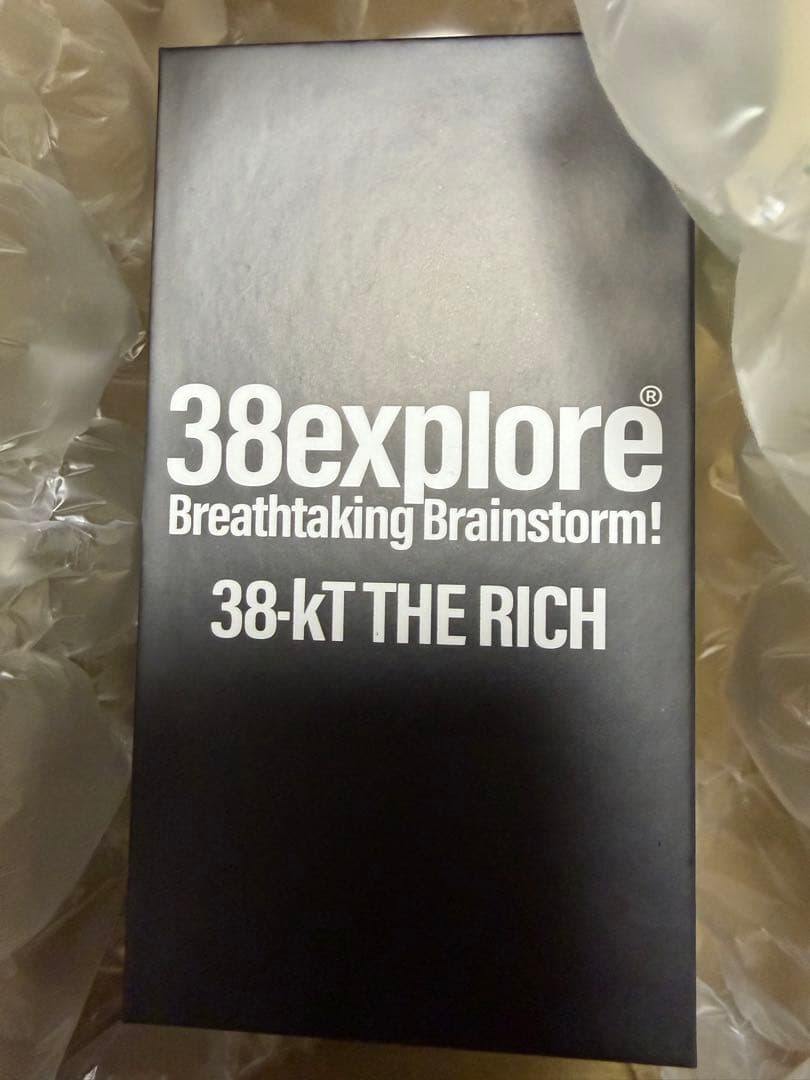 38explore®
Breathtaking Brainstorm!
38-kT THE RICH